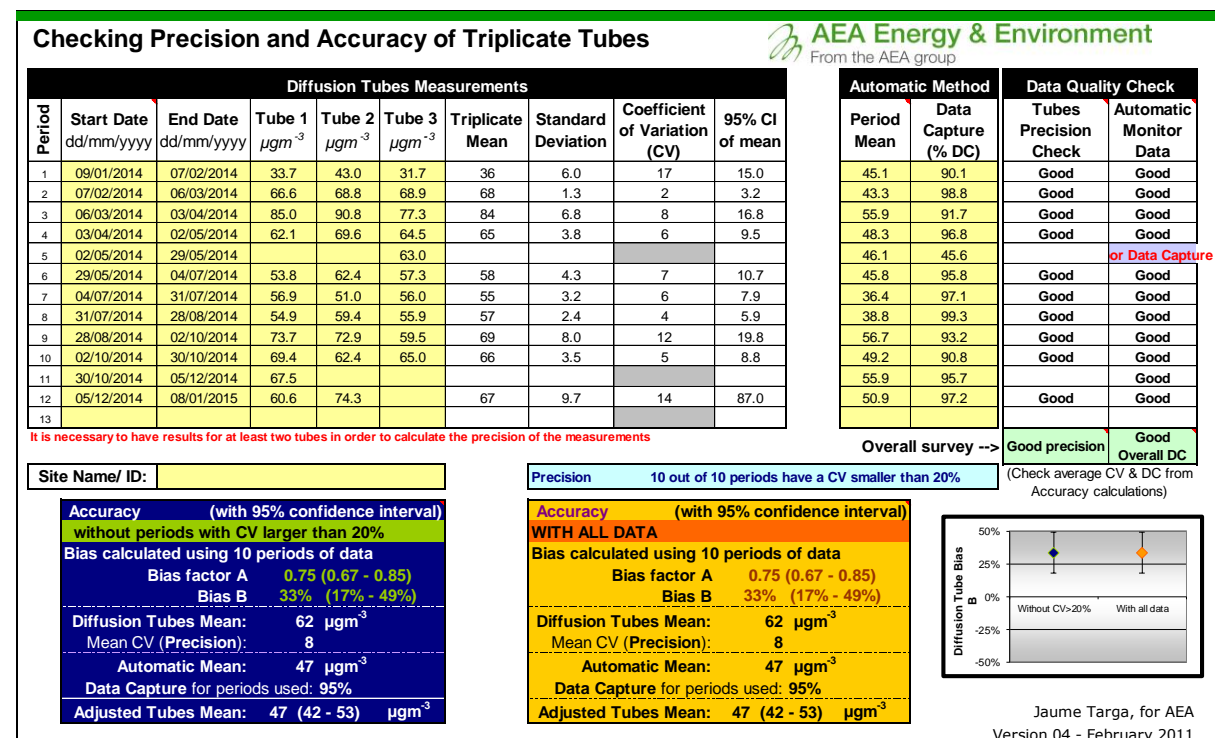 Checking Precision and Accuracy of Triplicate Tubes
AEA Energy & Environment
From the AEA group
Diffusion Tubes Measurements
Automatic Method
Data Quality Check
Period Start Date dd/mm/yyyy End Date dd/mm/yyyy Tube 1 µgm-3 Tube 2 µgm-3 Tube 3 µgm-3 Triplicate Mean Standard Deviation Coefficient of Variation (CV) 95% CI of mean Period Mean Data Capture (% DC) Tubes Precision Check Automatic Monitor Data
1 09/01/2014 07/02/2014 33.7 43.0 31.7 36 6.0 17 15.0 45.1 90.1 Good Good
2 07/02/2014 06/03/2014 66.6 68.8 68.9 68 1.3 2 3.2 43.3 98.8 Good Good
3 06/03/2014 03/04/2014 85.0 90.8 77.3 84 6.8 8 16.8 55.9 91.7 Good Good
4 03/04/2014 02/05/2014 62.1 69.6 64.5 65 3.8 6 9.5 48.3 96.8 Good Good
5 02/05/2014 29/05/2014 63.0 46.1 45.6 or Data Capture
6 29/05/2014 04/07/2014 53.8 62.4 57.3 58 4.3 7 10.7 45.8 95.8 Good Good
7 04/07/2014 31/07/2014 56.9 51.0 56.0 55 3.2 6 7.9 36.4 97.1 Good Good
8 31/07/2014 28/08/2014 54.9 59.4 55.9 57 2.4 4 5.9 38.8 99.3 Good Good
9 28/08/2014 02/10/2014 73.7 72.9 59.5 69 8.0 12 19.8 56.7 93.2 Good Good
10 02/10/2014 30/10/2014 69.4 62.4 65.0 66 3.5 5 8.8 49.2 90.8 Good Good
11 30/10/2014 05/12/2014 67.5 55.9 95.7 Good
12 05/12/2014 08/01/2015 60.6 74.3 67 9.7 14 87.0 50.9 97.2 Good Good
13
It is necessary to have results for at least two tubes in order to calculate the precision of the measurements
Overall survey --> Good precision Good Overall DC
Site Name/ ID:
Precision 10 out of 10 periods have a CV smaller than 20%
(Check average CV & DC from
Accuracy calculations)
Accuracy (with 95% confidence interval)
without periods with CV larger than 20%
Bias calculated using 10 periods of data
Bias factor A 0.75 (0.67 - 0.85)
Bias B 33% (17% - 49%)
Diffusion Tubes Mean: 62 µgm-3
Mean CV (Precision): 8
Automatic Mean: 47 µgm-3
Data Capture for periods used: 95%
Adjusted Tubes Mean: 47 (42 - 53) µgm-3
Accuracy (with 95% confidence interval)
WITH ALL DATA
Bias calculated using 10 periods of data
Bias factor A 0.75 (0.67 - 0.85)
Bias B 33% (17% - 49%)
Diffusion Tubes Mean: 62 µgm-3
Mean CV (Precision): 8
Automatic Mean: 47 µgm-3
Data Capture for periods used: 95%
Adjusted Tubes Mean: 47 (42 - 53) µgm-3
Diffusion Tube Bias
B
50%
25%
0%
-25%
-50%
Without CV>20% With all data
Jaume Targa, for AEA
Version 04 - February 2011